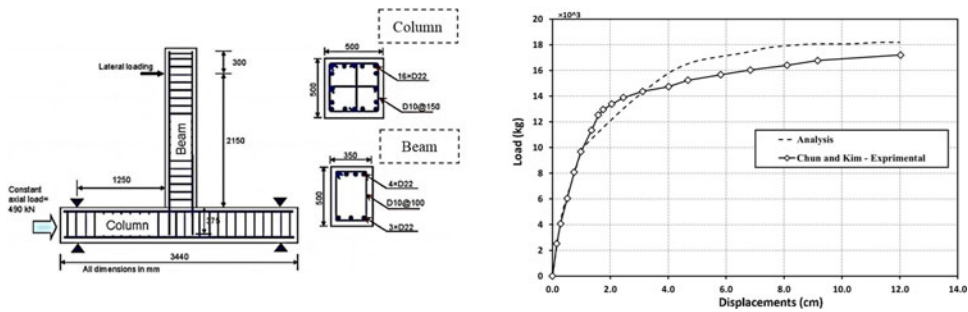 Column
500
500
16×D22
D10@150
Beam
350
500
4×D22
D10@100
3×D22
Lateral loading
300
2150
Beam
1250
Constant
axial load=
490 kN
Column
375
3440
All dimensions in mm
×10^3
20
18
16
14
12
10
8
6
4
2
0
Load (kg)
0.0 2.0 4.0 6.0 8.0 10.0 12.0 14.0
Displacements (cm)
Analysis
Chun and Kim - Exprimental